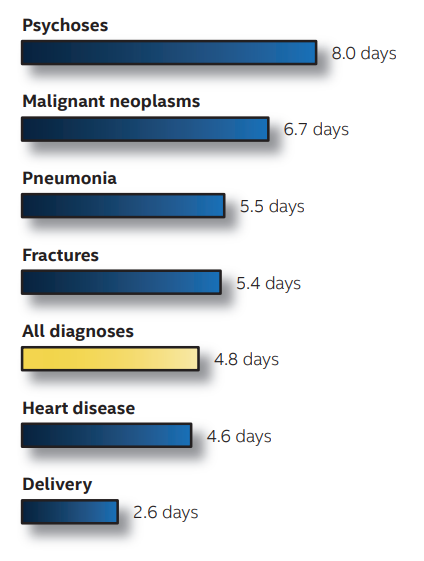 Psychoses
8.0 days
Malignant neoplasms
6.7 days
Pneumonia
5.5 days
Fractures
5.4 days
All diagnoses
4.8 days
Heart disease
4.6 days
Delivery
2.6 days